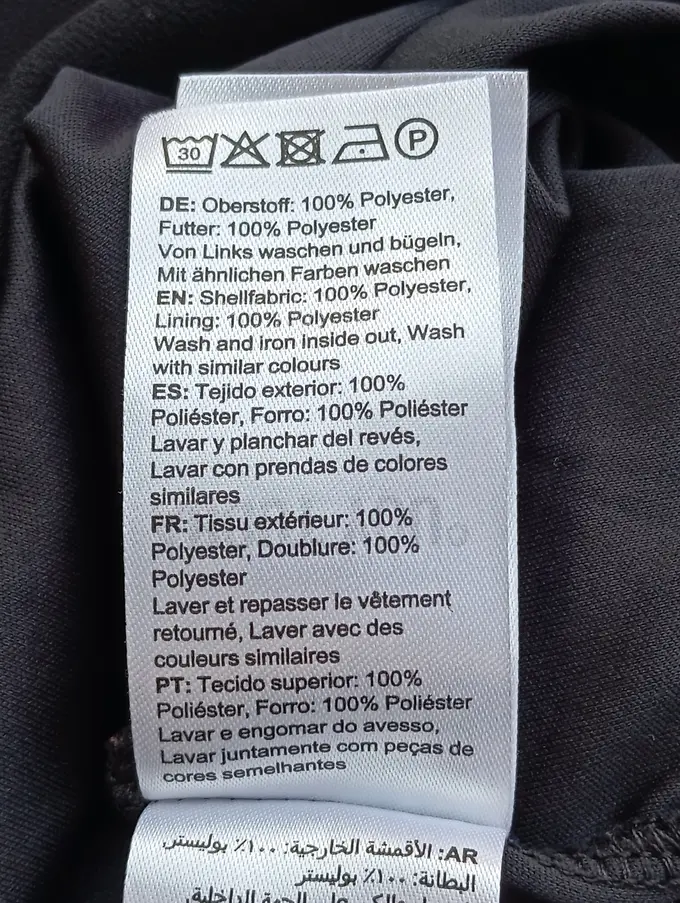 30 P
DE: Oberstoff: 100% Polyester,
Futter: 100% Polyester
Von Links waschen und bügeln,
Mit ähnlichen Farben waschen
EN: Shellfabric: 100% Polyester,
Lining: 100% Polyester
Wash and iron inside out, Wash
with similar colours
ES: Tejido exterior: 100%
Poliéster, Forro: 100% Poliéster
Lavar y planchar del revés,
Lavar con prendas de colores
similares
FR: Tissu extérieur: 100%
Polyester, Doublure: 100%
Polyester
Laver et repasser le vêtement
retourné, Laver avec des
couleurs similaires
PT: Tecido superior: 100%
Poliéster, Forro: 100% Poliéster
Lavar e engomar do avesso,
Lavar juntamente com peças de
cores semelhantes
AR: الأقمشة الخارجية: ١٠٠٪ بوليستر,
البطانة: ١٠٠٪ بوليستر
على الجهة الداخلية,